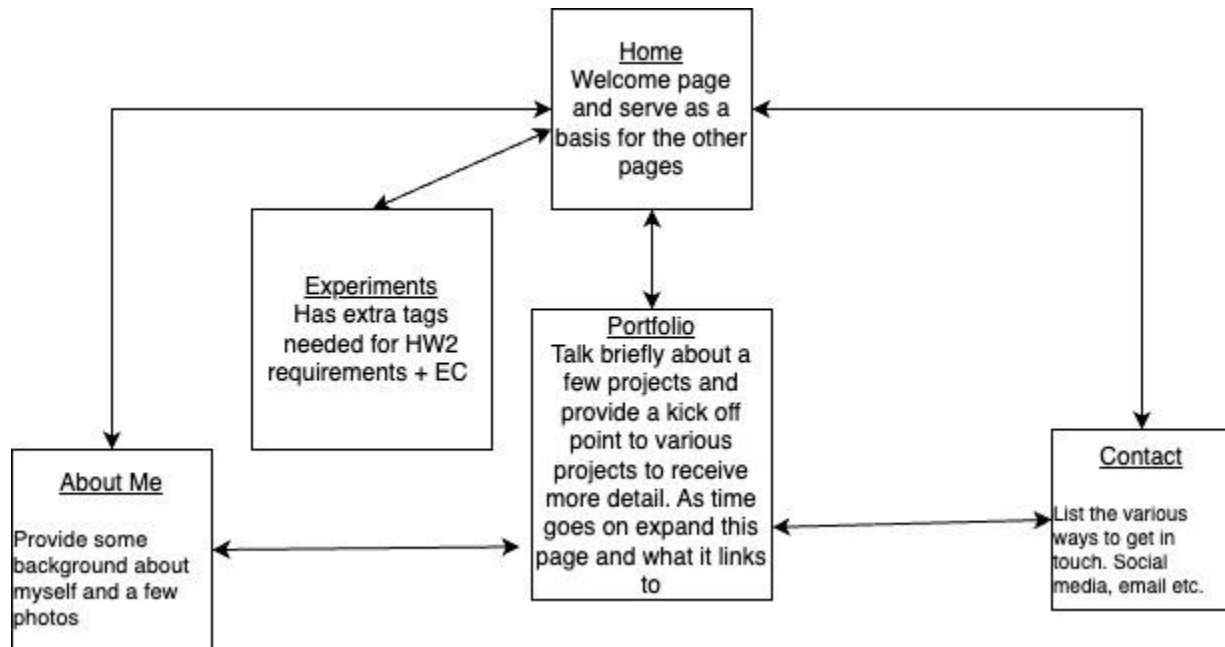 Home
Welcome page
and serve as a
basis for the other
pages
Experiments
Has extra tags
needed for HW2
requirements + EC
Portfolio
Talk briefly about a
few projects and
provide a kick off
point to various
projects to receive
more detail. As time
goes on expand this
page and what it links
to
About Me
Provide some
background about
myself and a few
photos
Contact
List the various
ways to get in
touch. Social
media, email etc.